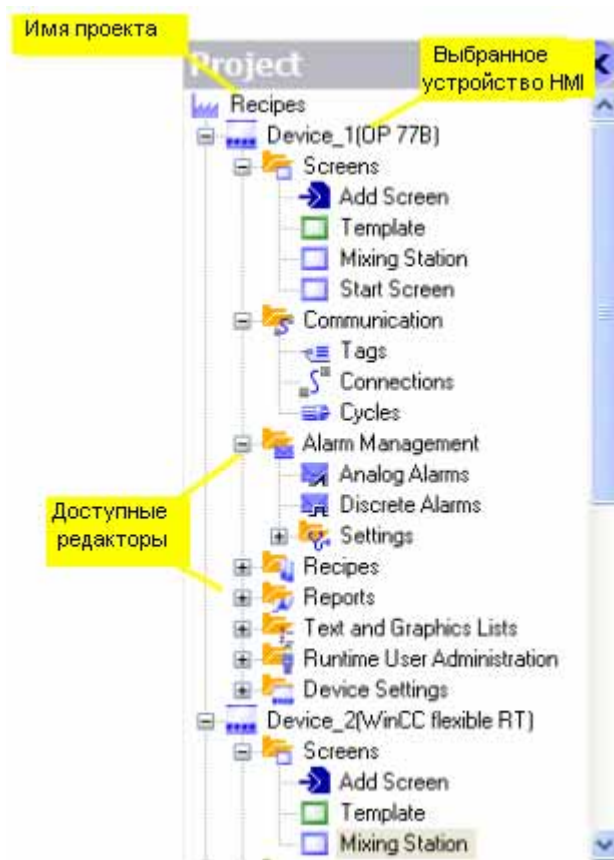 Имя проекта
Project
Выбранное
устройство HMI
Recipes
Device_1(OP 77B)
Screens
Add Screen
Template
Mixing Station
Start Screen
Communication
Tags
Connections
Cycles
Alarm Management
Analog Alarms
Discrete Alarms
Доступные
редакторы
Settings
Recipes
Reports
Text and Graphics Lists
Runtime User Administration
Device Settings
Device_2(WinCC flexible RT)
Screens
Add Screen
Template
Mixing Station